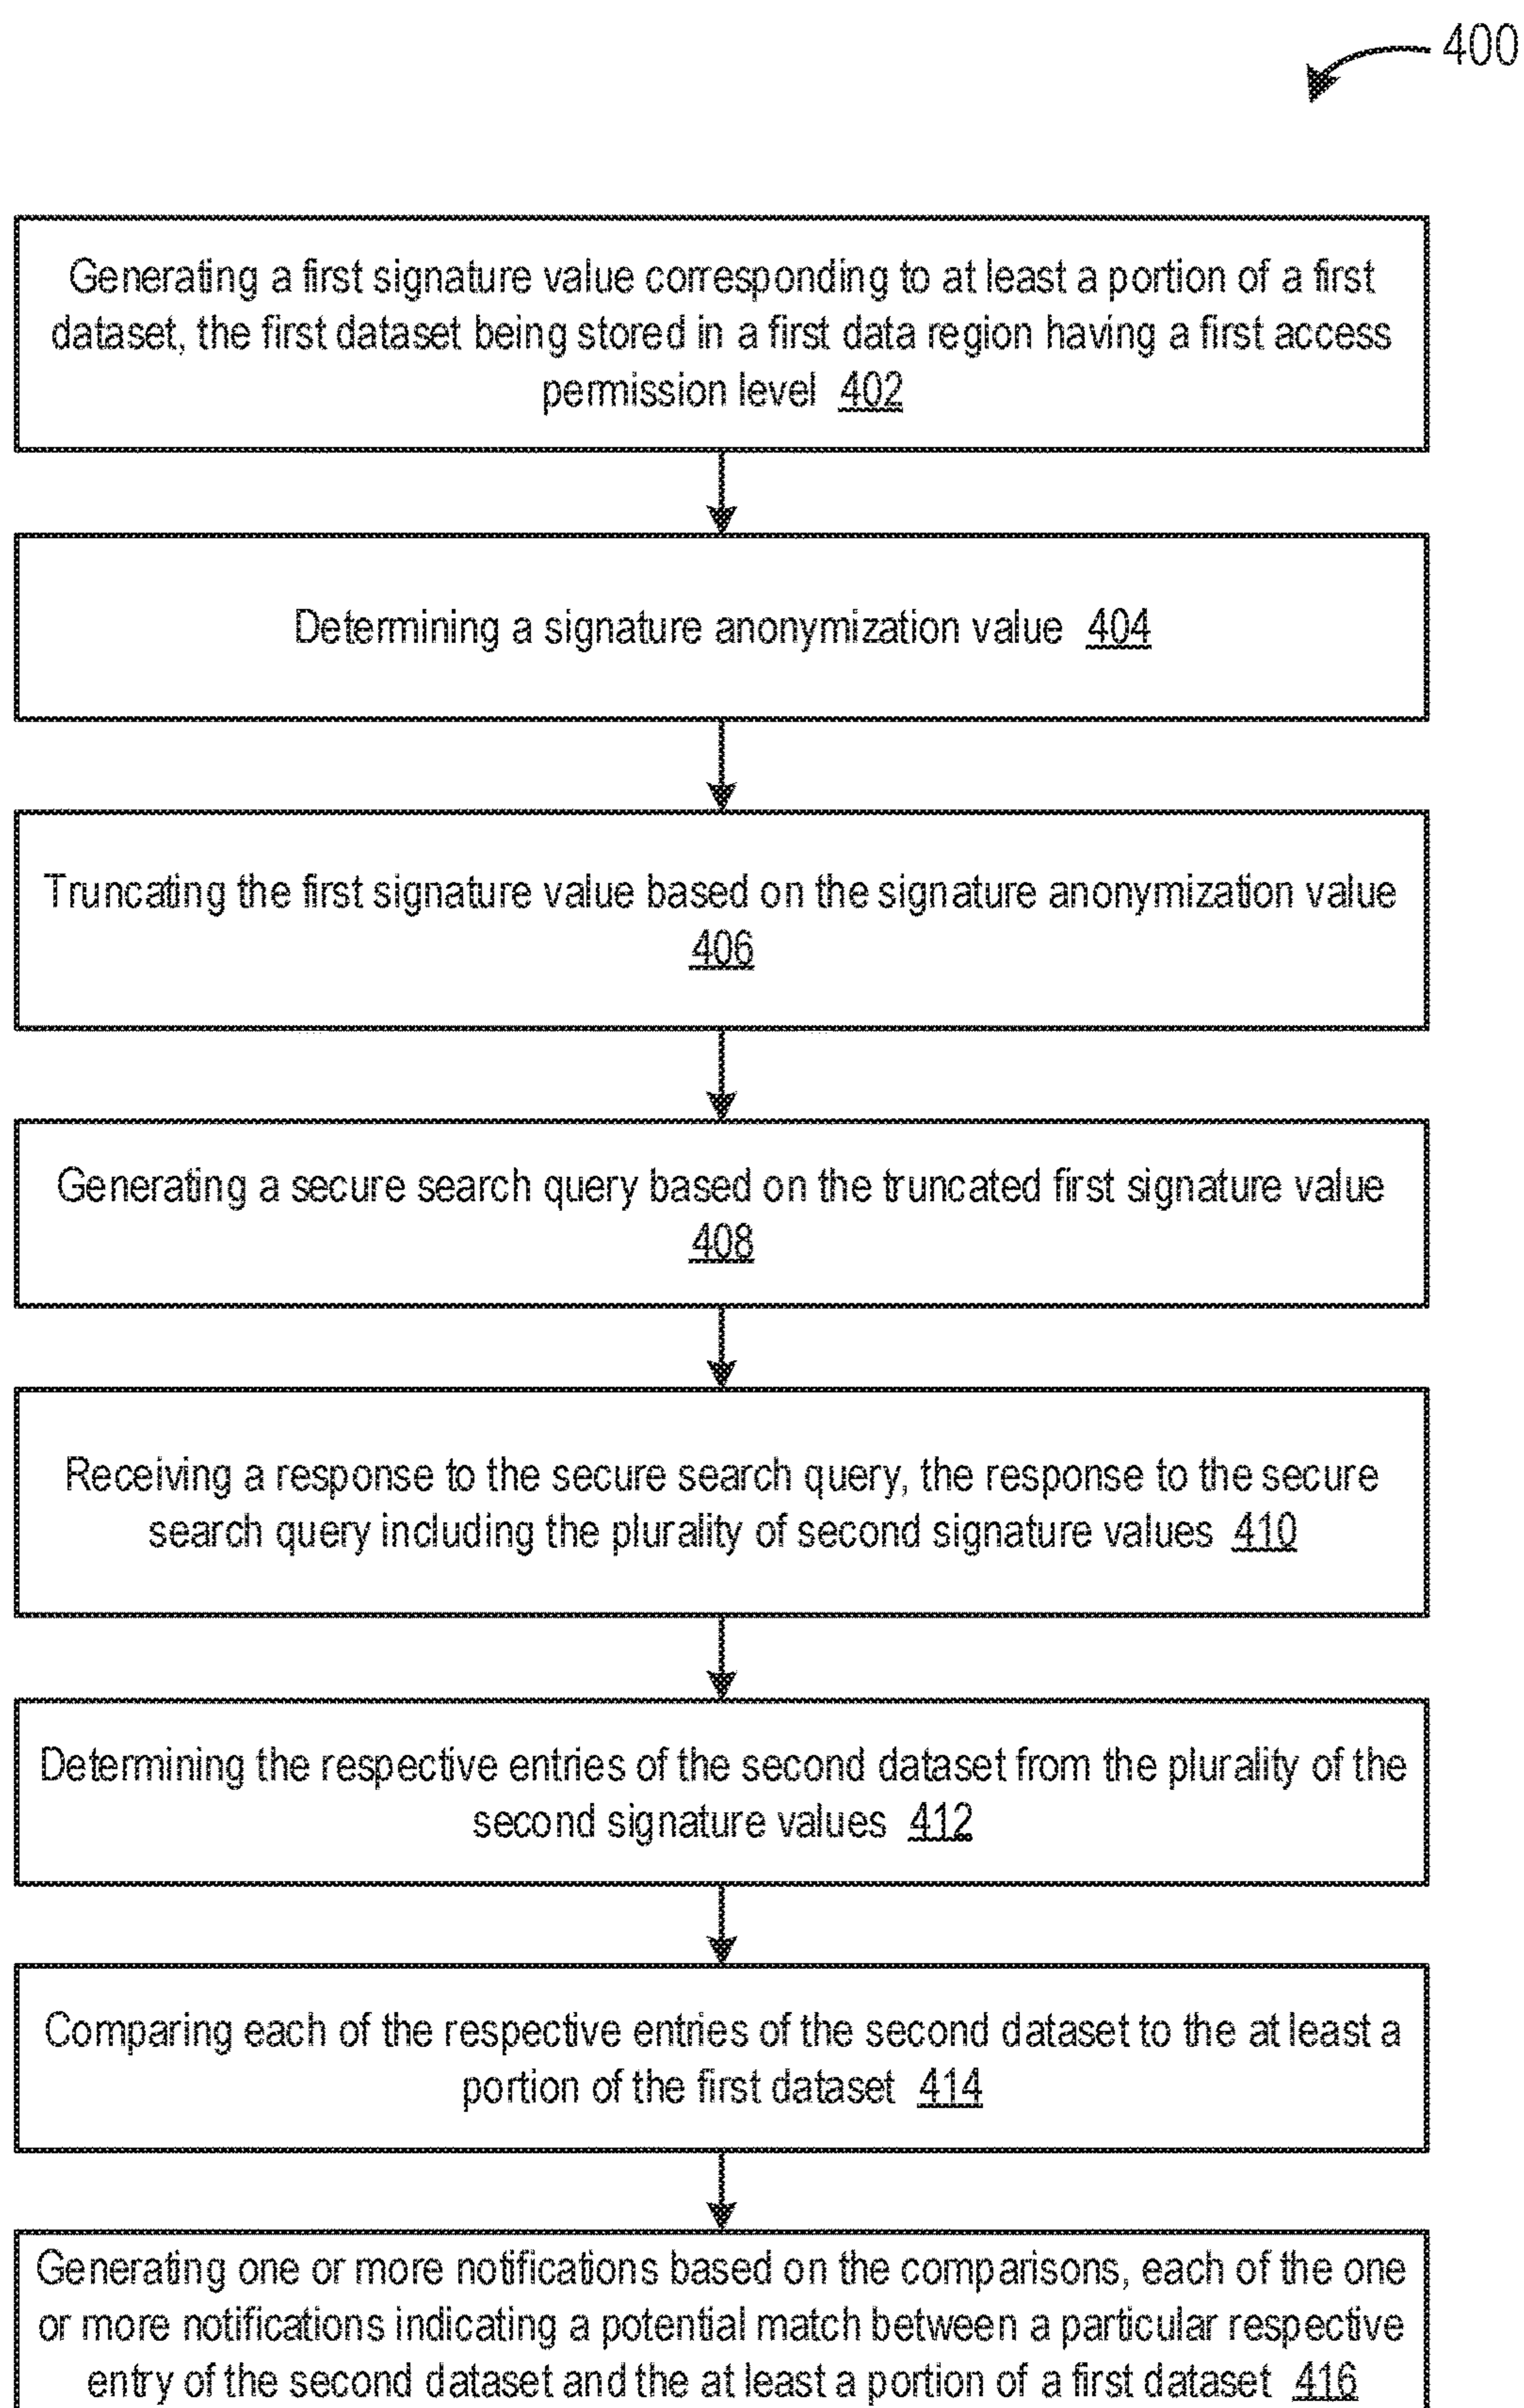 400
Generating a first signature value corresponding to at least a portion of a first
dataset, the first dataset being stored in a first data region having a first access
permission level 402
Determining a signature anonymization value 404
Truncating the first signature value based on the signature anonymization value
406
Generating a secure search query based on the truncated first signature value
408
Receiving a response to the secure search query, the response to the secure
search query including the plurality of second signature values 410
Determining the respective entries of the second dataset from the plurality of the
second signature values 412
Comparing each of the respective entries of the second dataset to the at least a
portion of the first dataset 414
Generating one or more notifications based on the comparisons, each of the one
or more notifications indicating a potential match between a particular respective
entry of the second dataset and the at least a portion of a first dataset 416